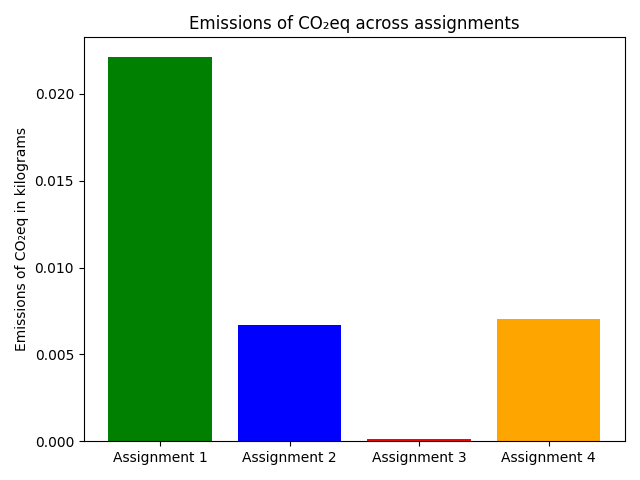 Emissions of CO₂eq across assignments
Emissions of CO₂eq in kilograms
0.020
0.015
0.010
0.005
0.000
Assignment 1
Assignment 2
Assignment 3
Assignment 4